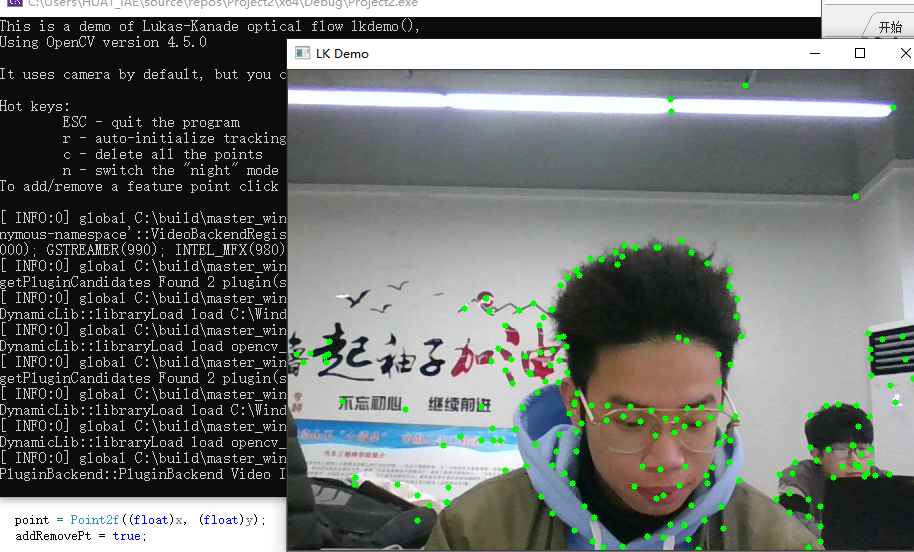 C:\Users\HUAT_IAE\source\repos\Project2\x64\Debug\Project2.exe
开始
This is a demo of Lukas-Kanade optical flow lkdemo(),
Using OpenCV version 4.5.0
LK Demo
It uses camera by default, but you c
Hot keys:
ESC - quit the program
r - auto-initialize tracking
c - delete all the points
n - switch the "night" mode
To add/remove a feature point click
[ INFO:0] global C:\build\master_win
nymous-namespace'::VideoBackendRegis
000); GSTREAMER(990); INTEL_MFX(980)
[ INFO:0] global C:\build\master_win
getPluginCandidates Found 2 plugin(s
[ INFO:0] global C:\build\master_win
DynamicLib::libraryLoad load C:\Wind
[ INFO:0] global C:\build\master_win
DynamicLib::libraryLoad load opencv_
[ INFO:0] global C:\build\master_win
getPluginCandidates Found 2 plugin(s
[ INFO:0] global C:\build\master_win
DynamicLib::libraryLoad load C:\Wind
[ INFO:0] global C:\build\master_win
DynamicLib::libraryLoad load opencv_
[ INFO:0] global C:\build\master_win
PluginBackend::PluginBackend Video I
起袖子加油
不忘初心 继续前进
point = Point2f((float)x, (float)y);
addRemovePt = true;